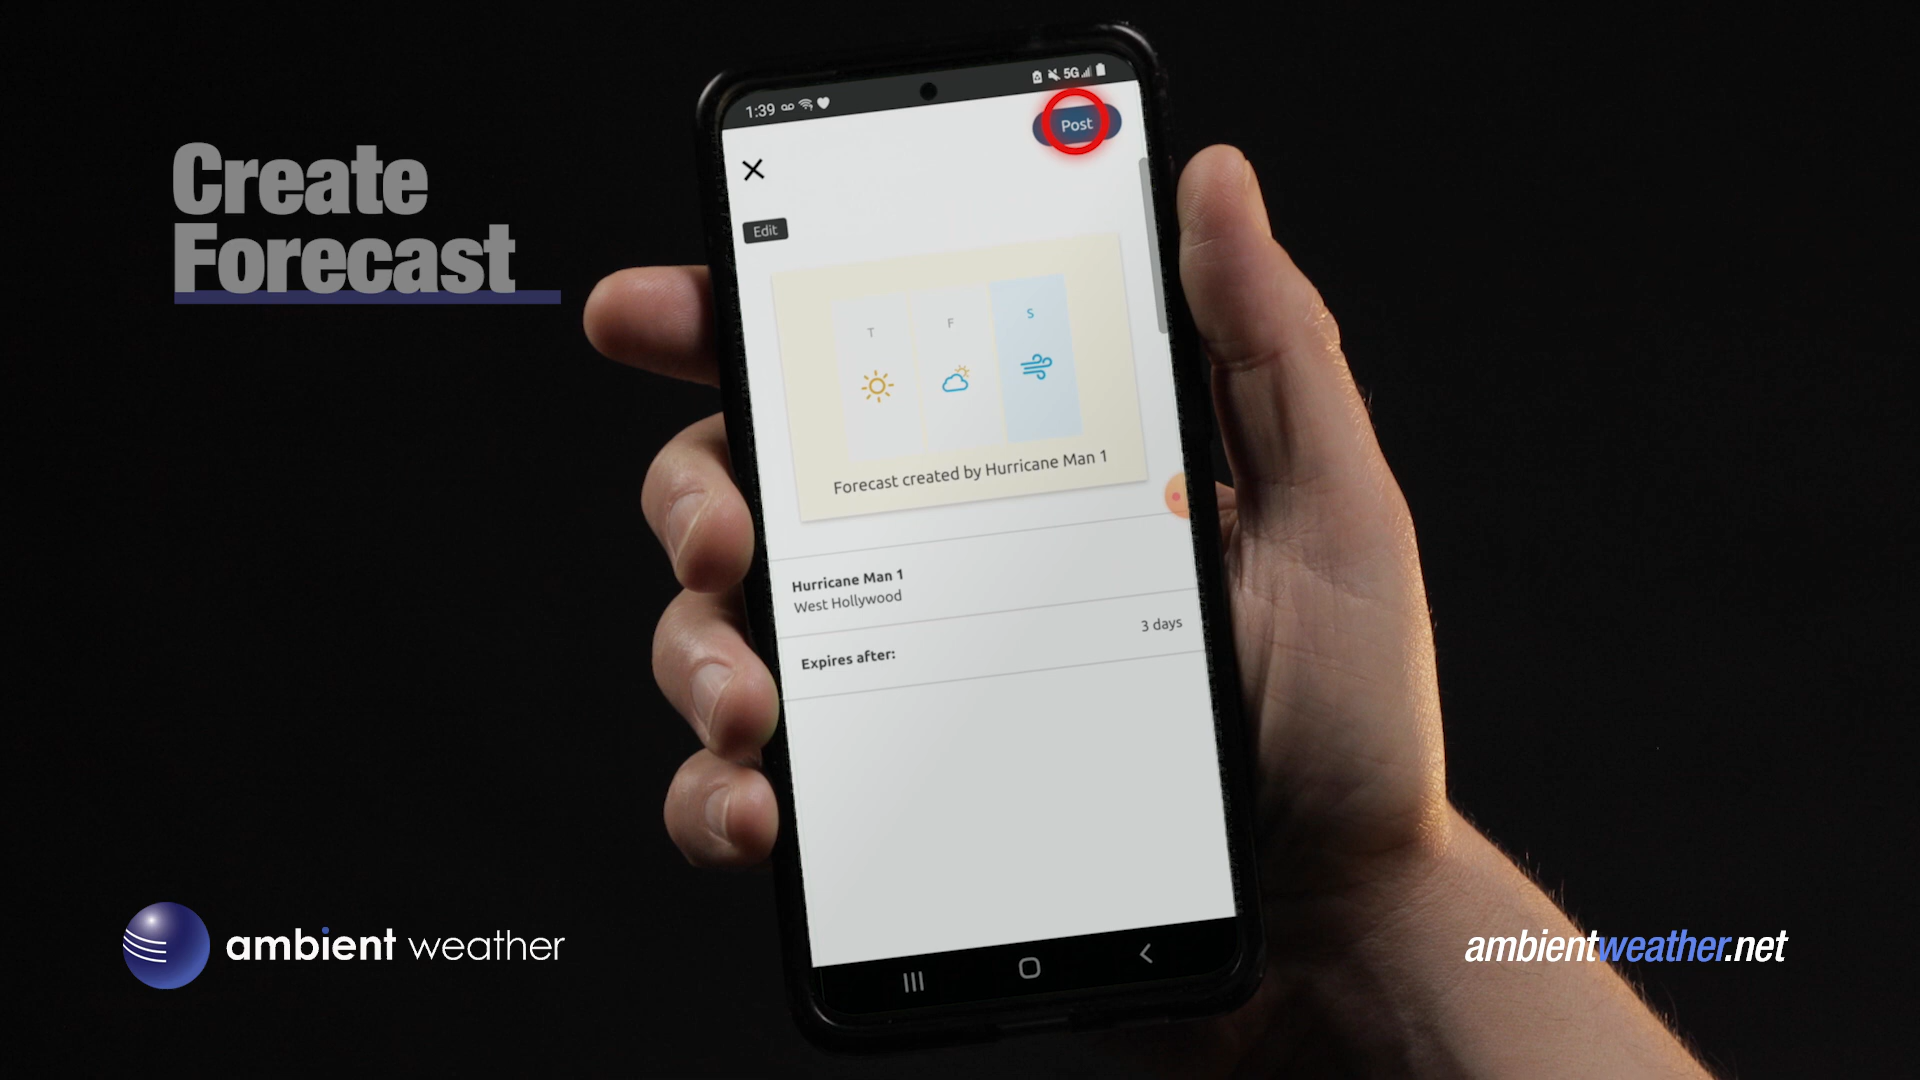 Create
Forecast
1:39
5G
Post
Edit
T
F
S
Forecast created by Hurricane Man 1
Hurricane Man 1
West Hollywood
Expires after:
3 days
ambient weather
ambientweather.net